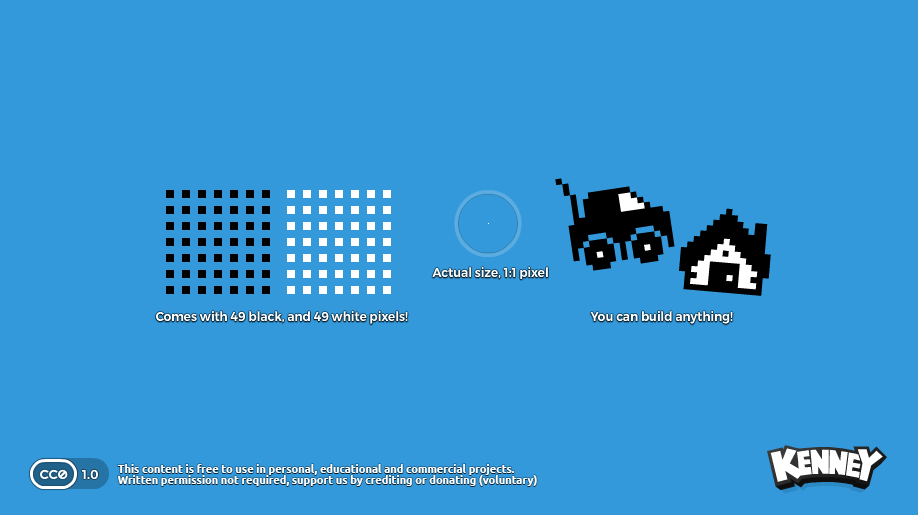 Actual size, 1:1 pixel
Comes with 49 black, and 49 white pixels!
You can build anything!
CC0 1.0
This content is free to use in personal, educational and commercial projects.
Written permission not required, support us by crediting or donating (voluntary)
KENNEY